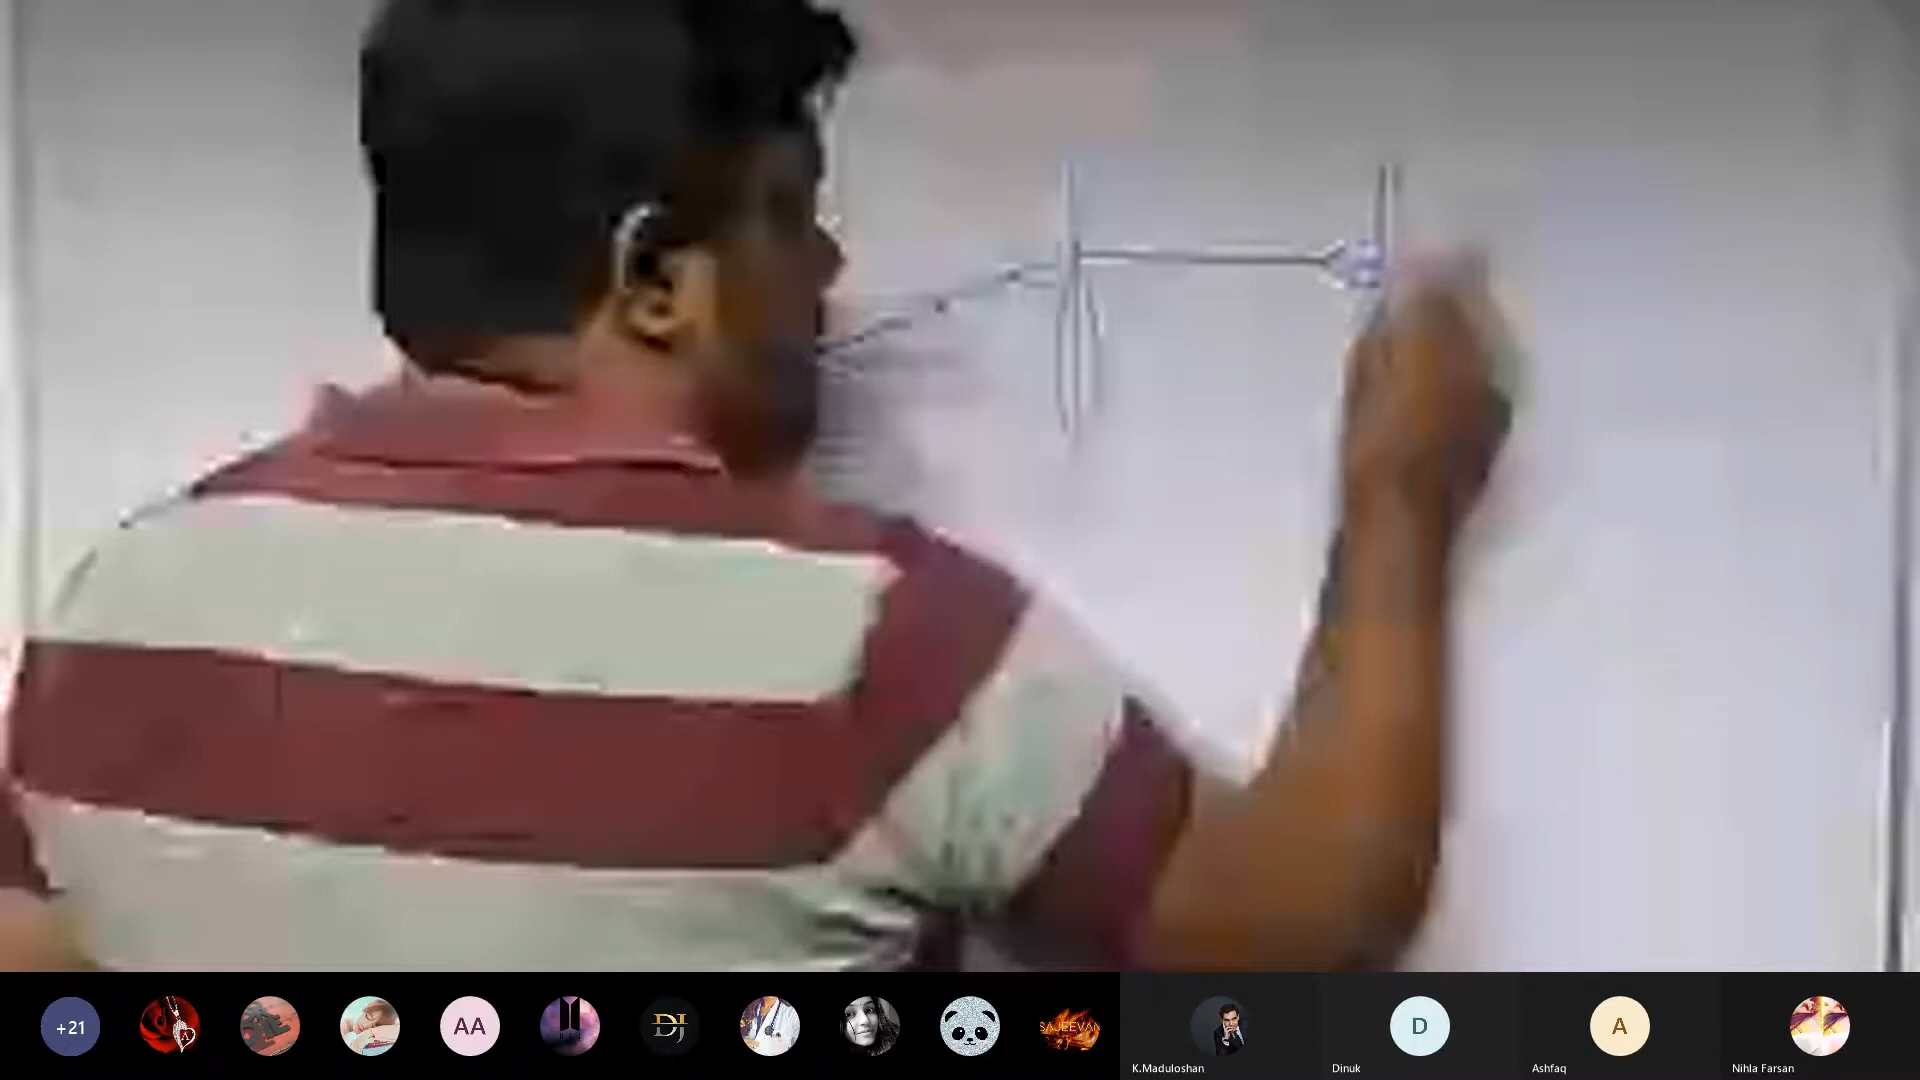 +21
A
AA
DJ
SAJEEVAN
K.Maduloshan
D
Dinuk
A
Ashfaq
Nihla Farsan